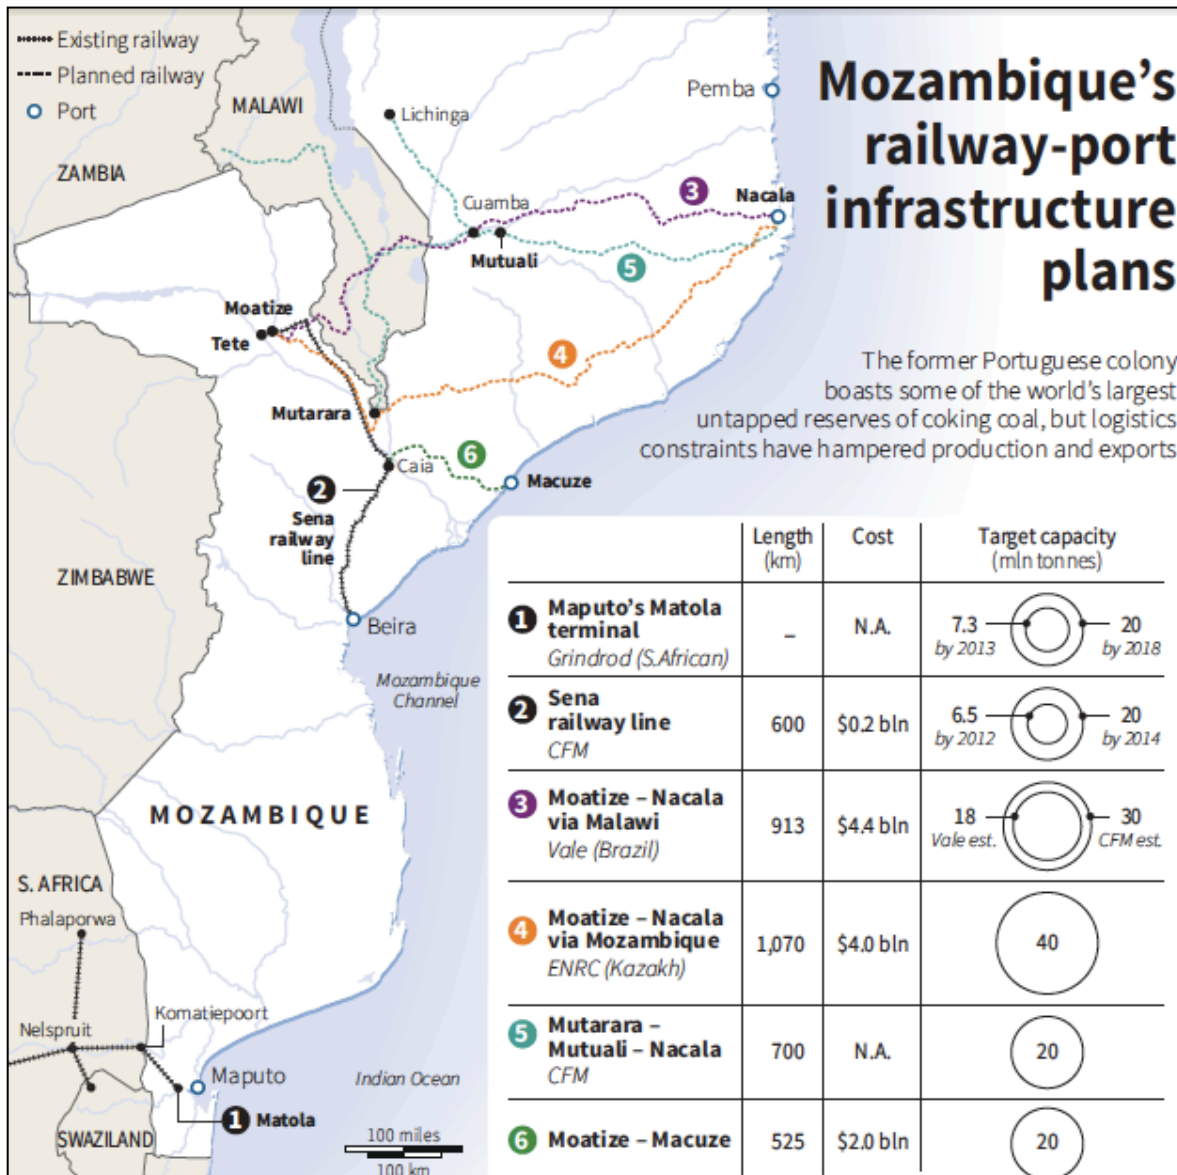 Existing railway
Planned railway
Port
Mozambique's
railway-port
infrastructure
plans
The former Portuguese colony
boasts some of the world's largest
untapped reserves of coking coal, but logistics
constraints have hampered production and exports
MALAWI
ZAMBIA
Lichinga
Pemba
Cuamba
3
Nacala
Mutuali
5
Moatize
Tete
4
Mutarara
Caia
6
Macuze
2
Sena
railway
line
ZIMBABWE
Beira
Mozambique
Channel
MOZAMBIQUE
S. AFRICA
Phalaporwa
Komatiepoort
Nelspruit
Maputo
Indian Ocean
1 Matola
SWAZILAND
100 miles
100 km
Length
(km)
Cost
Target capacity
(mln tonnes)
1 Maputo's Matola
terminal
Grindrod (S.African)
–
N.A.
7.3
by 2013
20
by 2018
2 Sena
railway line
CFM
600
$0.2 bln
6.5
by 2012
20
by 2014
3 Moatize – Nacala
via Malawi
Vale (Brazil)
913
$4.4 bln
18
Vale est.
30
CFM est.
4 Moatize – Nacala
via Mozambique
ENRC (Kazakh)
1,070
$4.0 bln
40
5 Mutarara –
Mutuali – Nacala
CFM
700
N.A.
20
6 Moatize – Macuze
525
$2.0 bln
20